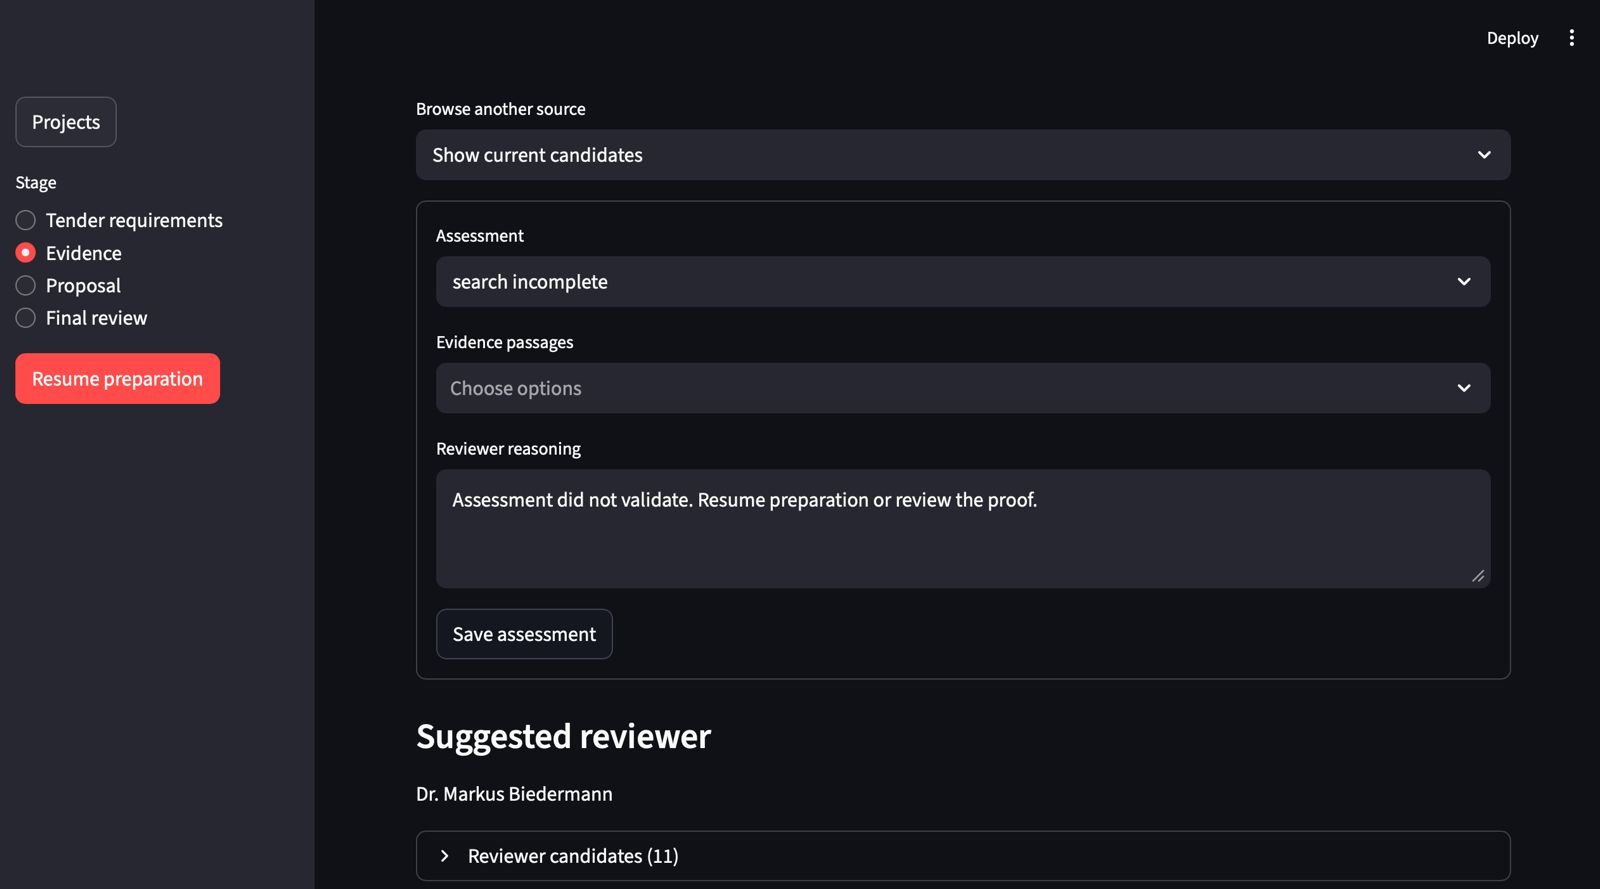 Deploy
Projects
Stage
Tender requirements
Evidence
Proposal
Final review
Resume preparation
Browse another source
Show current candidates
Assessment
search incomplete
Evidence passages
Choose options
Reviewer reasoning
Assessment did not validate. Resume preparation or review the proof.
Save assessment
Suggested reviewer
Dr. Markus Biedermann
Reviewer candidates (11)